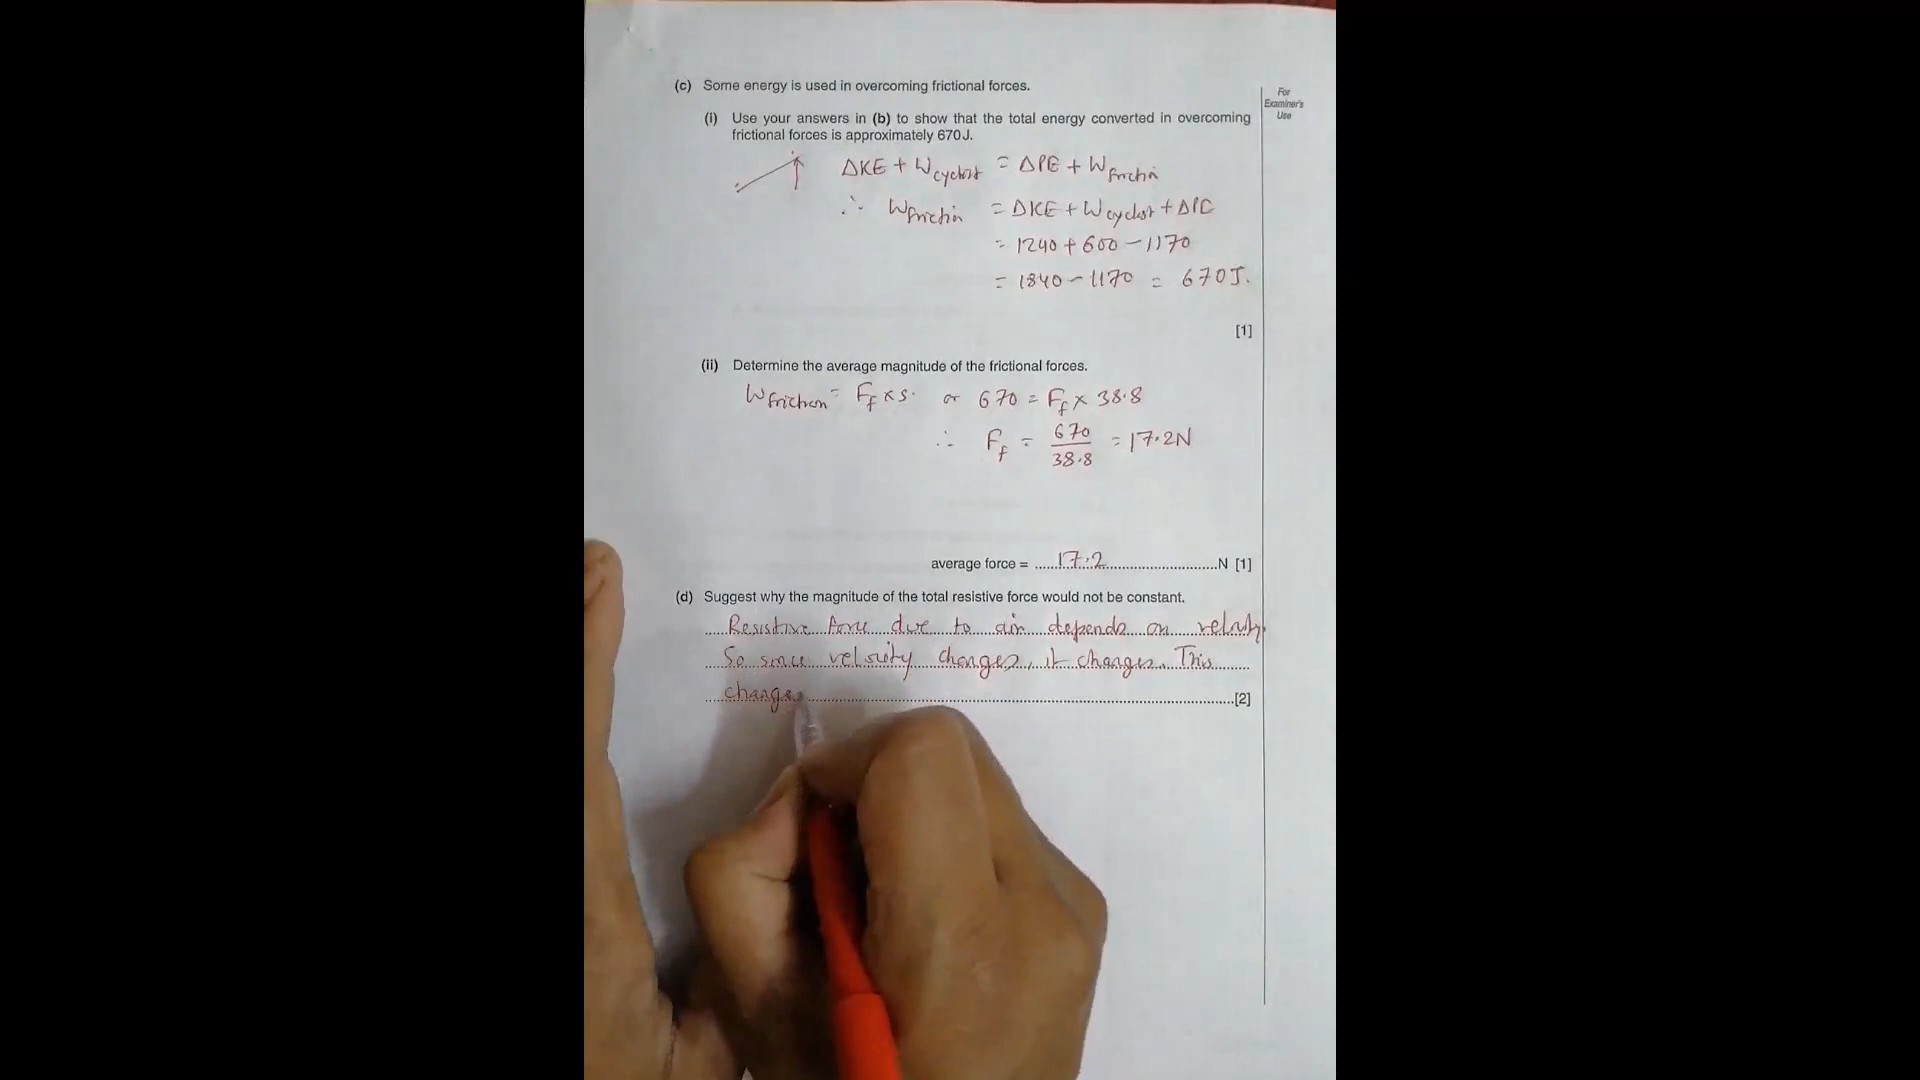 (c) Some energy is used in overcoming frictional forces.
For
Examiner's
Use
(i) Use your answers in (b) to show that the total energy converted in overcoming
frictional forces is approximately 670J.
ΔKE + W cyclist = ΔPE + W friction
∴ W friction = ΔKE + W cyclist + ΔPE
= 1240 + 600 - 1170
= 1840 - 1170 = 670J.
[1]
(ii) Determine the average magnitude of the frictional forces.
W friction = Ff x s. or 670 = Ff x 38.8
∴ Ff = 670/38.8 = 17.2N
average force = 17.2 N [1]
(d) Suggest why the magnitude of the total resistive force would not be constant.
Resistive force due to air depends on velocity.
So since velocity changes, it changes. This
changes [2]